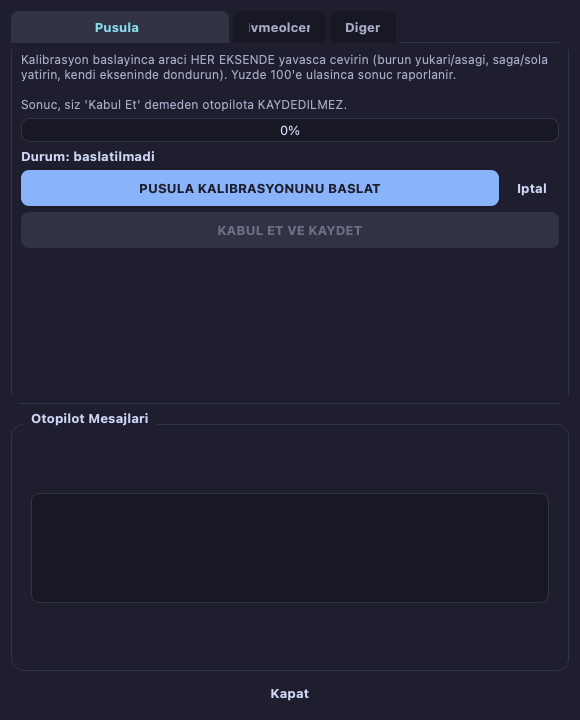 Pusula
vmeolcer
Diger
Kalibrasyon baslayinca araci HER EKSENDE yavasca cevirin (burun yukari/asagi, saga/sola
yatirin, kendi ekseninde dondurun). Yuzde 100'e ulasinca sonuc raporlanir.
Sonuc, siz 'Kabul Et' demeden otopilota KAYDEDILMEZ.
0%
Durum: baslatilmadi
PUSULA KALIBRASYONUNU BASLAT
Iptal
KABUL ET VE KAYDET
Otopilot Mesajlari
Kapat